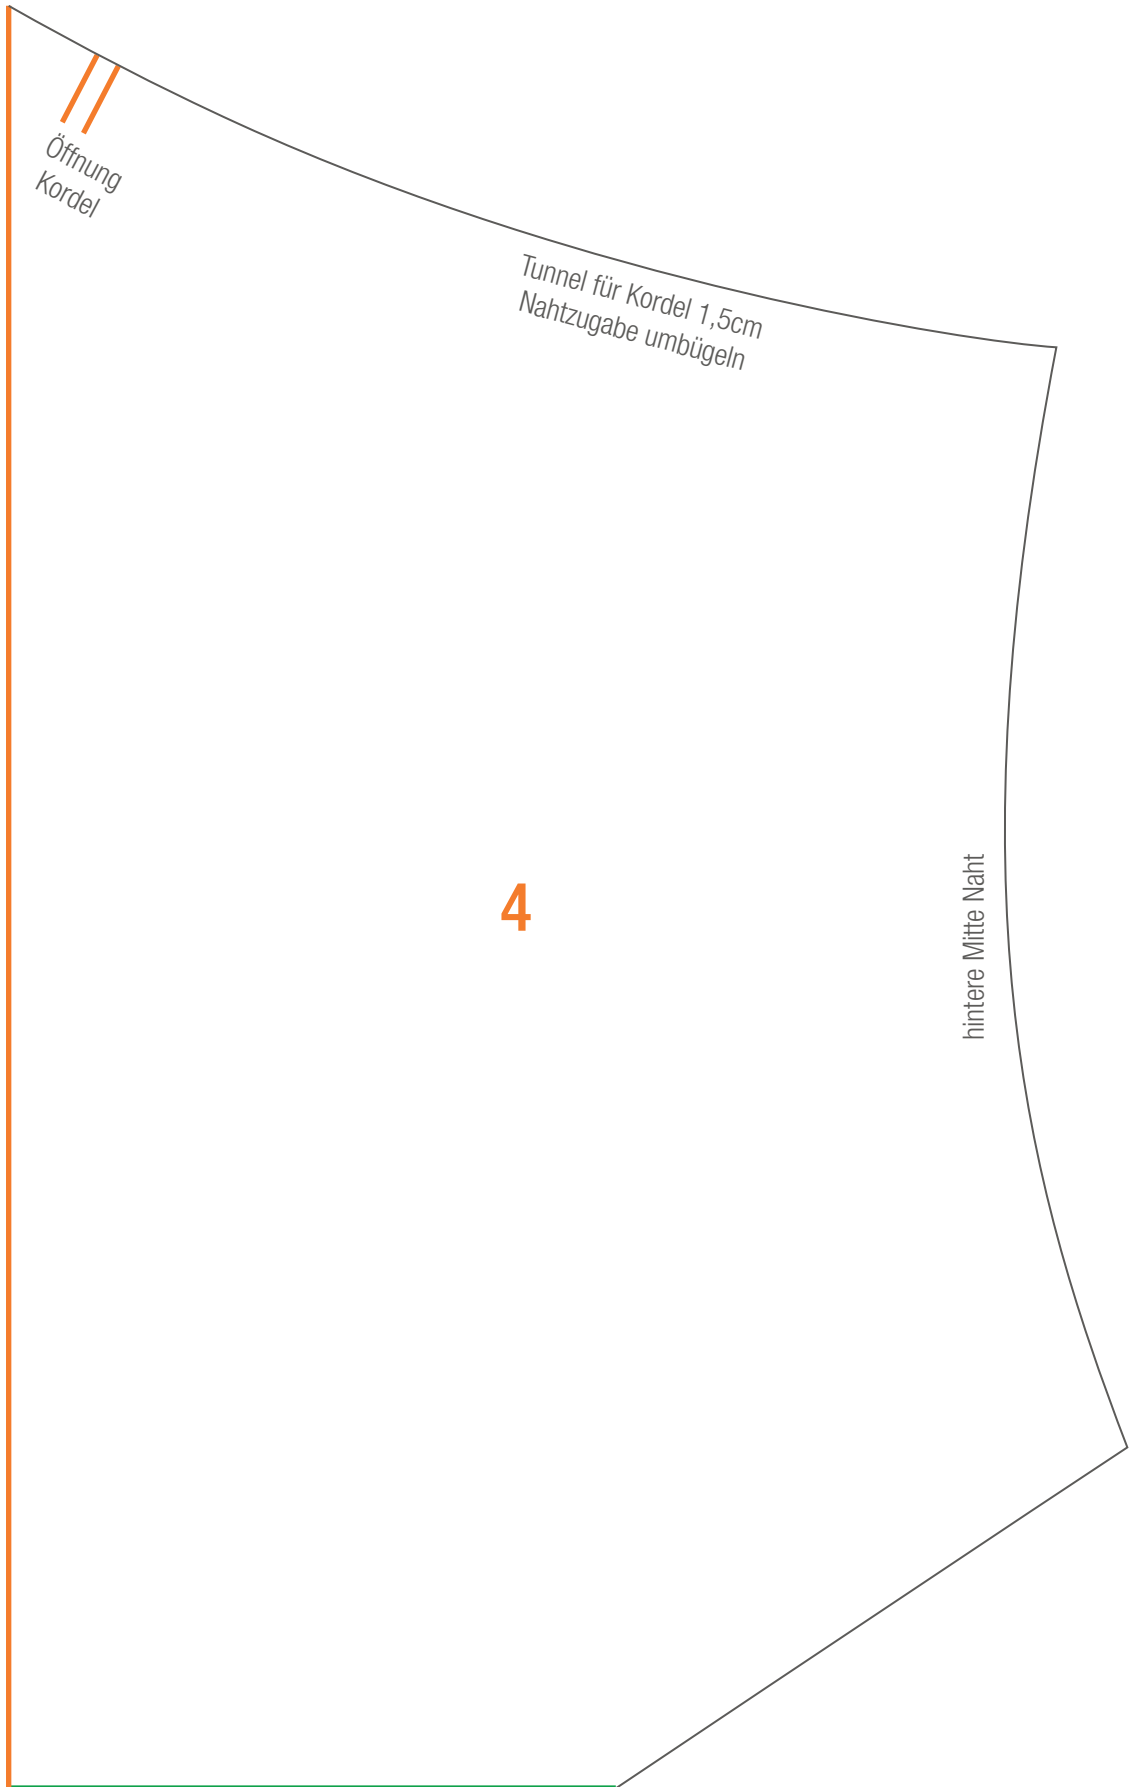 Öffnung
Kordel
Tunnel für Kordel 1,5cm
Nahtzugabe umbügeln
4
hintere Mitte Naht